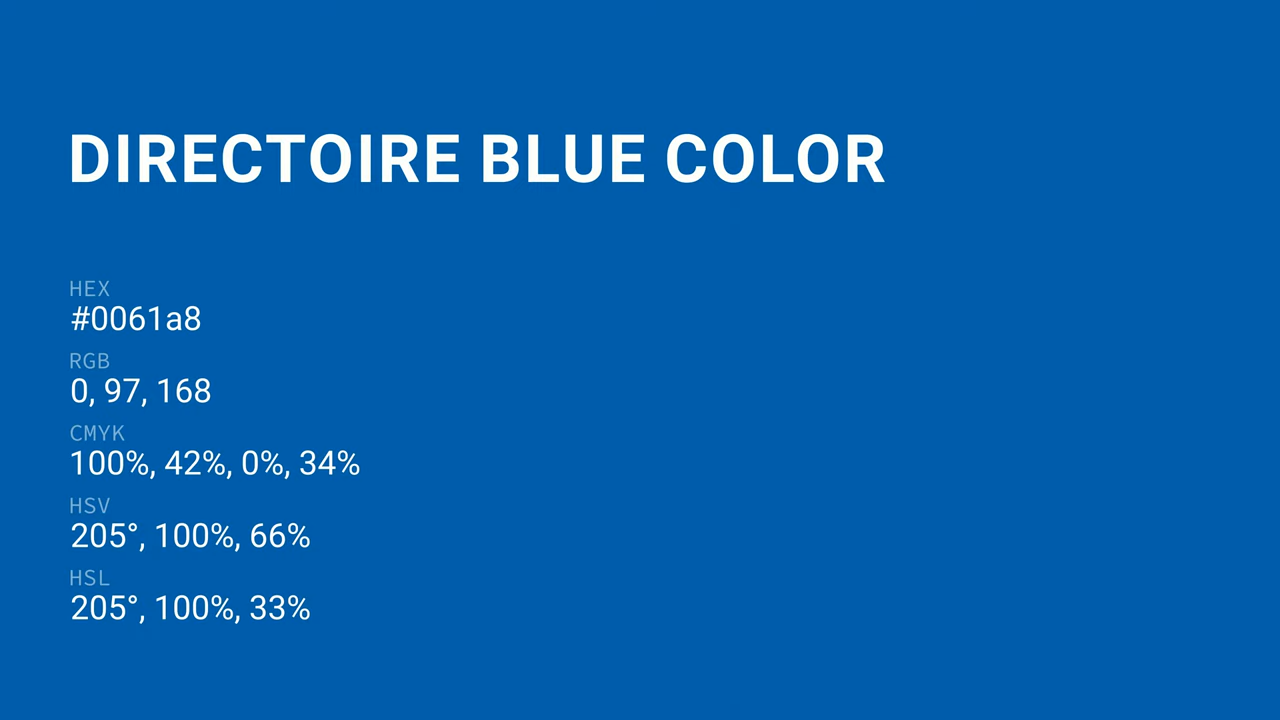 DIRECTOIRE BLUE COLOR
HEX
#0061a8
RGB
0, 97, 168
CMYK
100%, 42%, 0%, 34%
HSV
205°, 100%, 66%
HSL
205°, 100%, 33%